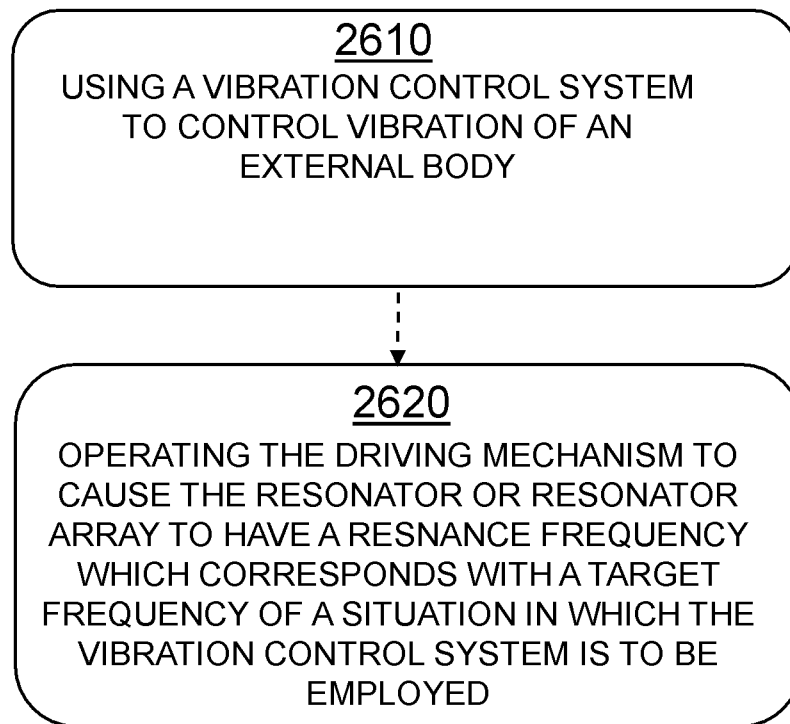 2610
USING A VIBRATION CONTROL SYSTEM
TO CONTROL VIBRATION OF AN
EXTERNAL BODY
2620
OPERATING THE DRIVING MECHANISM TO
CAUSE THE RESONATOR OR RESONATOR
ARRAY TO HAVE A RESNANCE FREQUENCY
WHICH CORRESPONDS WITH A TARGET
FREQUENCY OF A SITUATION IN WHICH THE
VIBRATION CONTROL SYSTEM IS TO BE
EMPLOYED